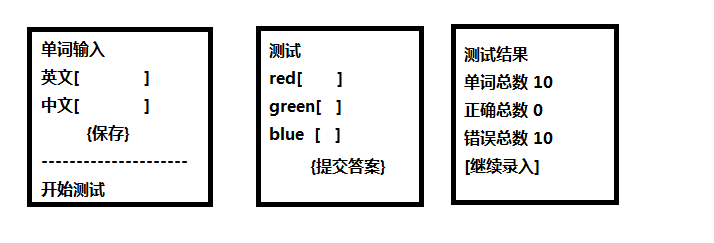 单词输入
英文[ ]
中文[ ]
{保存}
---------------------
开始测试
测试
red[ ]
green[ ]
blue [ ]
{提交答案}
测试结果
单词总数 10
正确总数 0
错误总数 10
[继续录入]